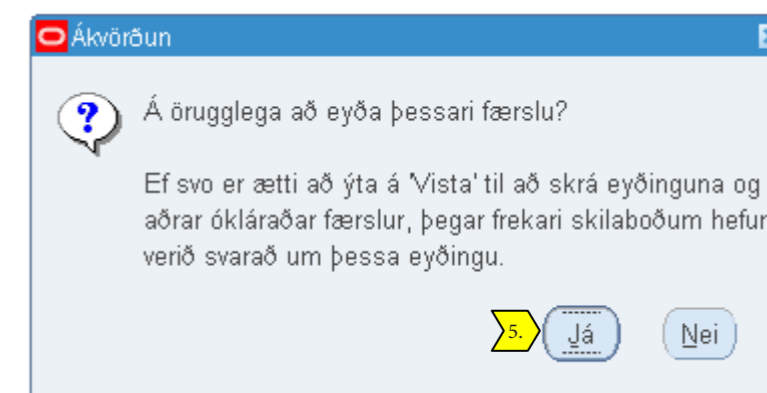 Ákvörðun
Á örugglega að eyða þessari færslu?
Ef svo er ætti að ýta á 'Vista' til að skrá eyðinguna og
aðrar ókláraðar færslur, þegar frekari skilaboðum hefur
verið svarað um þessa eyðingu.
5. Já Nei